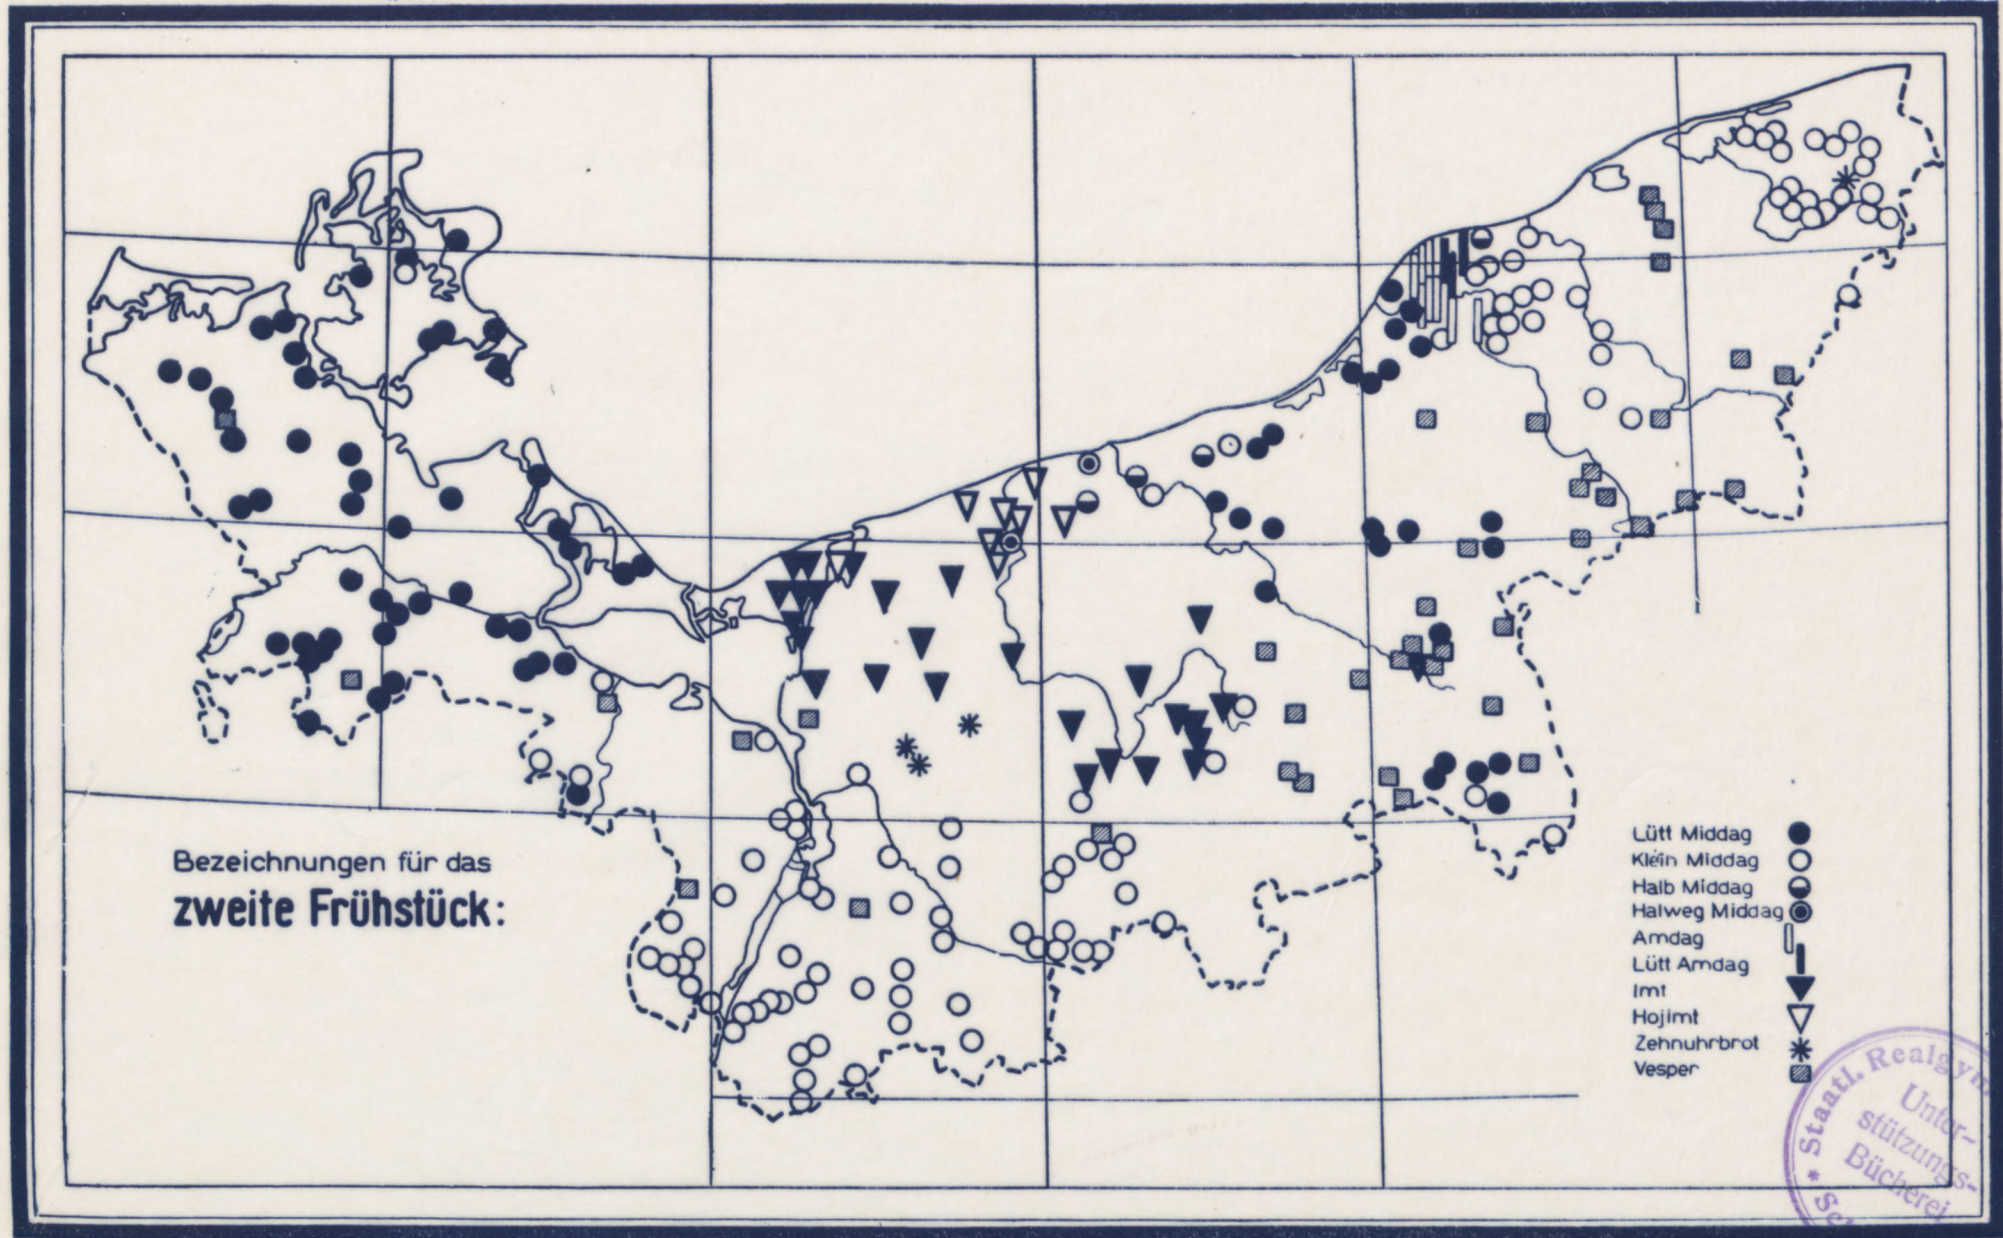 Bezeichnungen für das
zweite Frühstück:
Lütt Middag
Klein Middag
Halb Middag
Halweg Middag
Amdag
Lütt Amdag
Imt
Hojimt
Zehnuhrbrot
Vesper
* Staatl. Realgym
Unter-
stützungs-
Bücherei